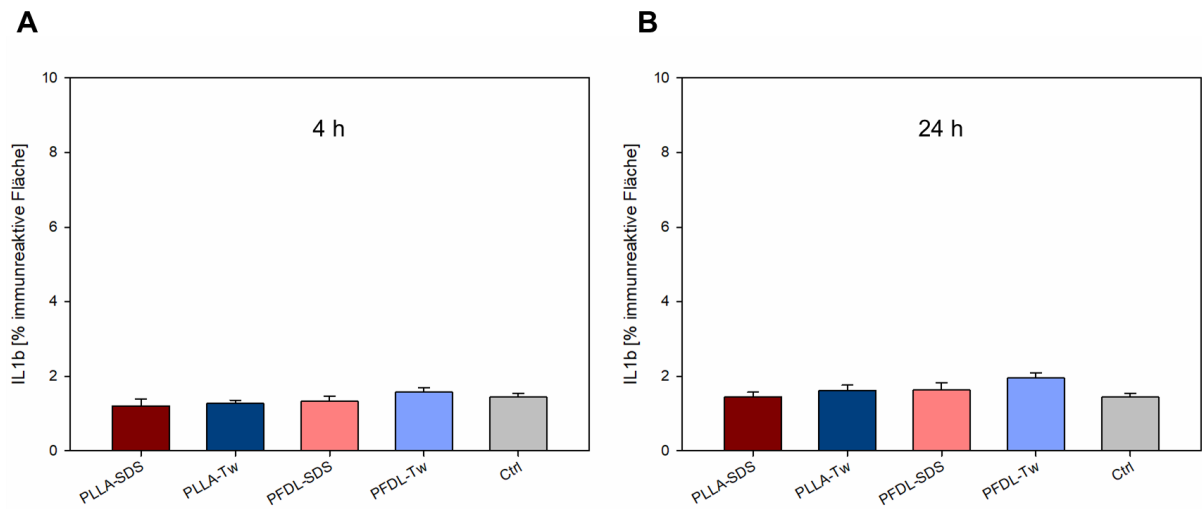 A
IL1b [% immunreaktive Fläche]
10
8
6
4
2
0
4 h
PLLA-SDS
PLLA-Tw
PFDL-SDS
PFDL-Tw
Ctrl
B
IL1b [% immunreaktive Fläche]
10
8
6
4
2
0
24 h
PLLA-SDS
PLLA-Tw
PFDL-SDS
PFDL-Tw
Ctrl